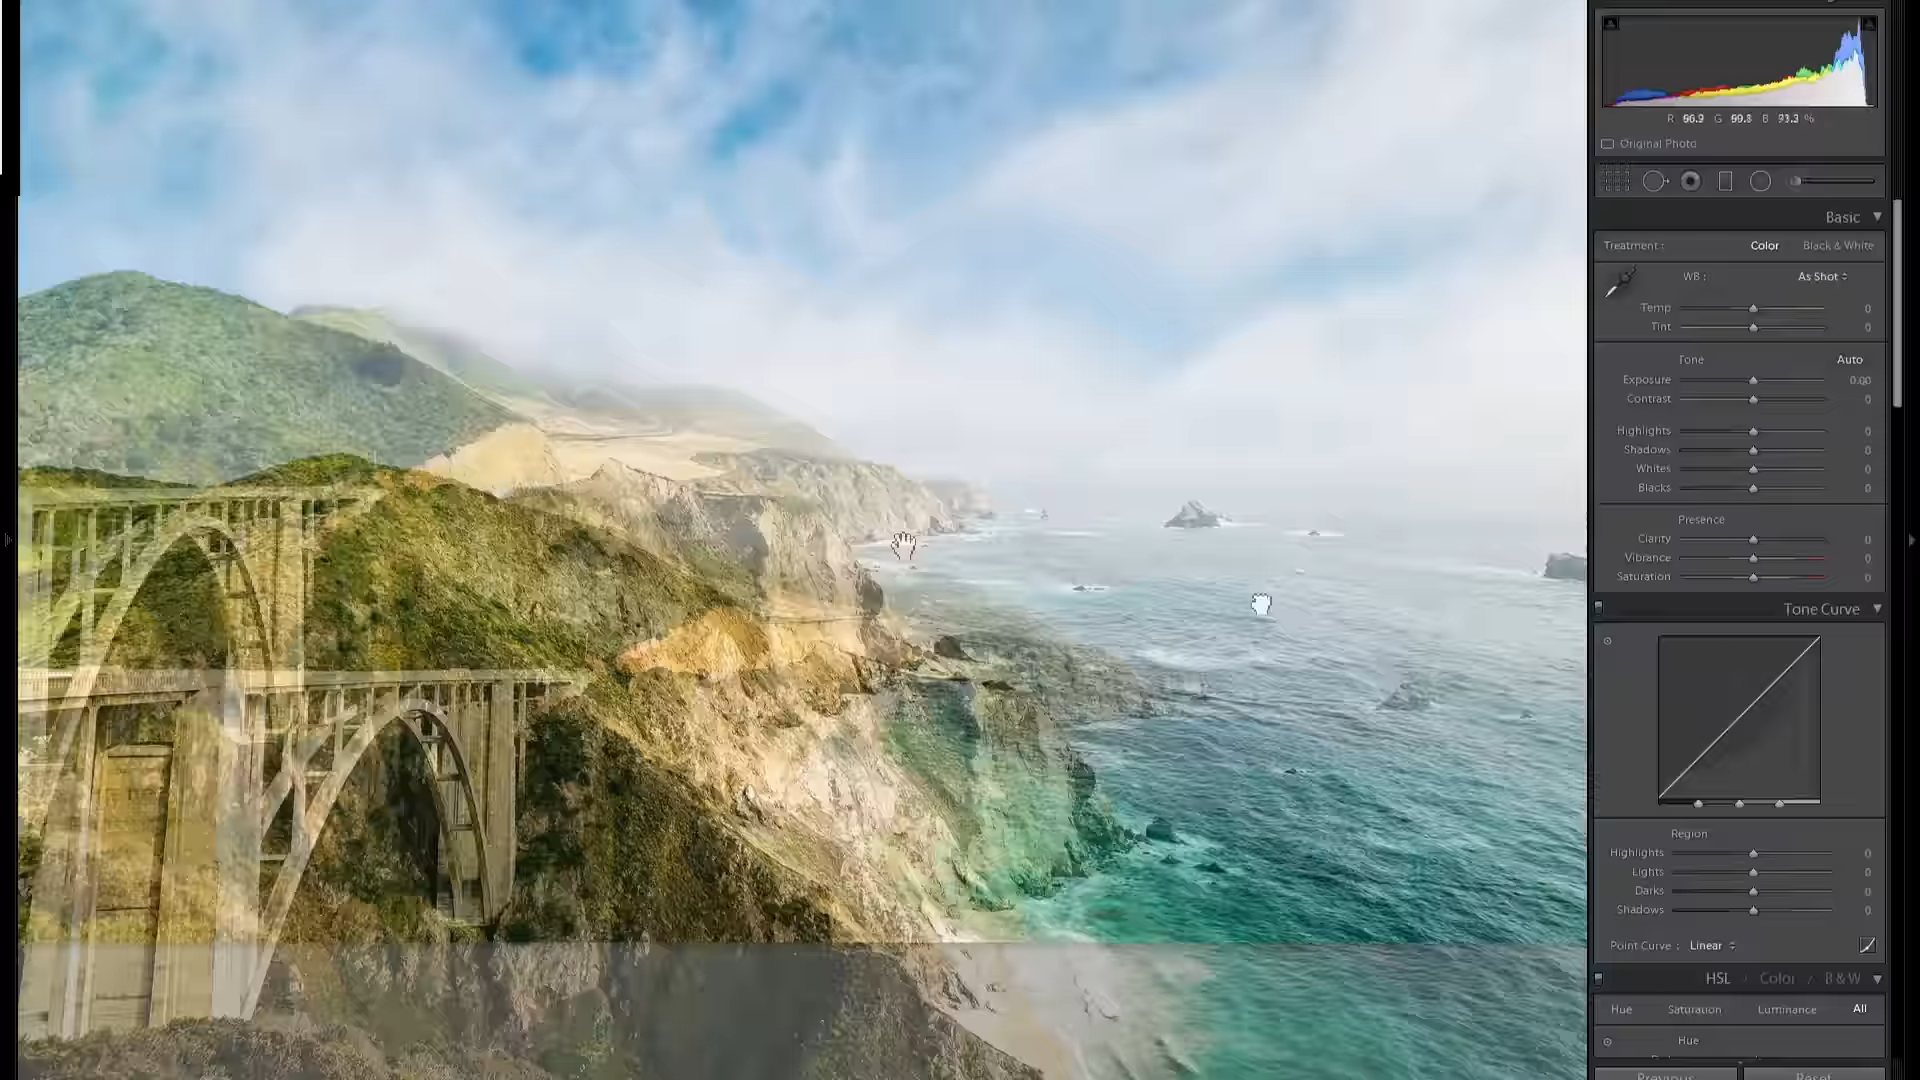 R 96.9 G 99.8 B 93.3 %
Original Photo
Basic
Treatment : Color Black & White
WB : As Shot
Temp 0
Tint 0
Tone Auto
Exposure 0.00
Contrast 0
Highlights 0
Shadows 0
Whites 0
Blacks 0
Presence
Clarity 0
Vibrance 0
Saturation 0
Tone Curve
Region
Highlights 0
Lights 0
Darks 0
Shadows 0
Point Curve : Linear
HSL / Color / B & W
Hue Saturation Luminance All
Hue
Previous Reset